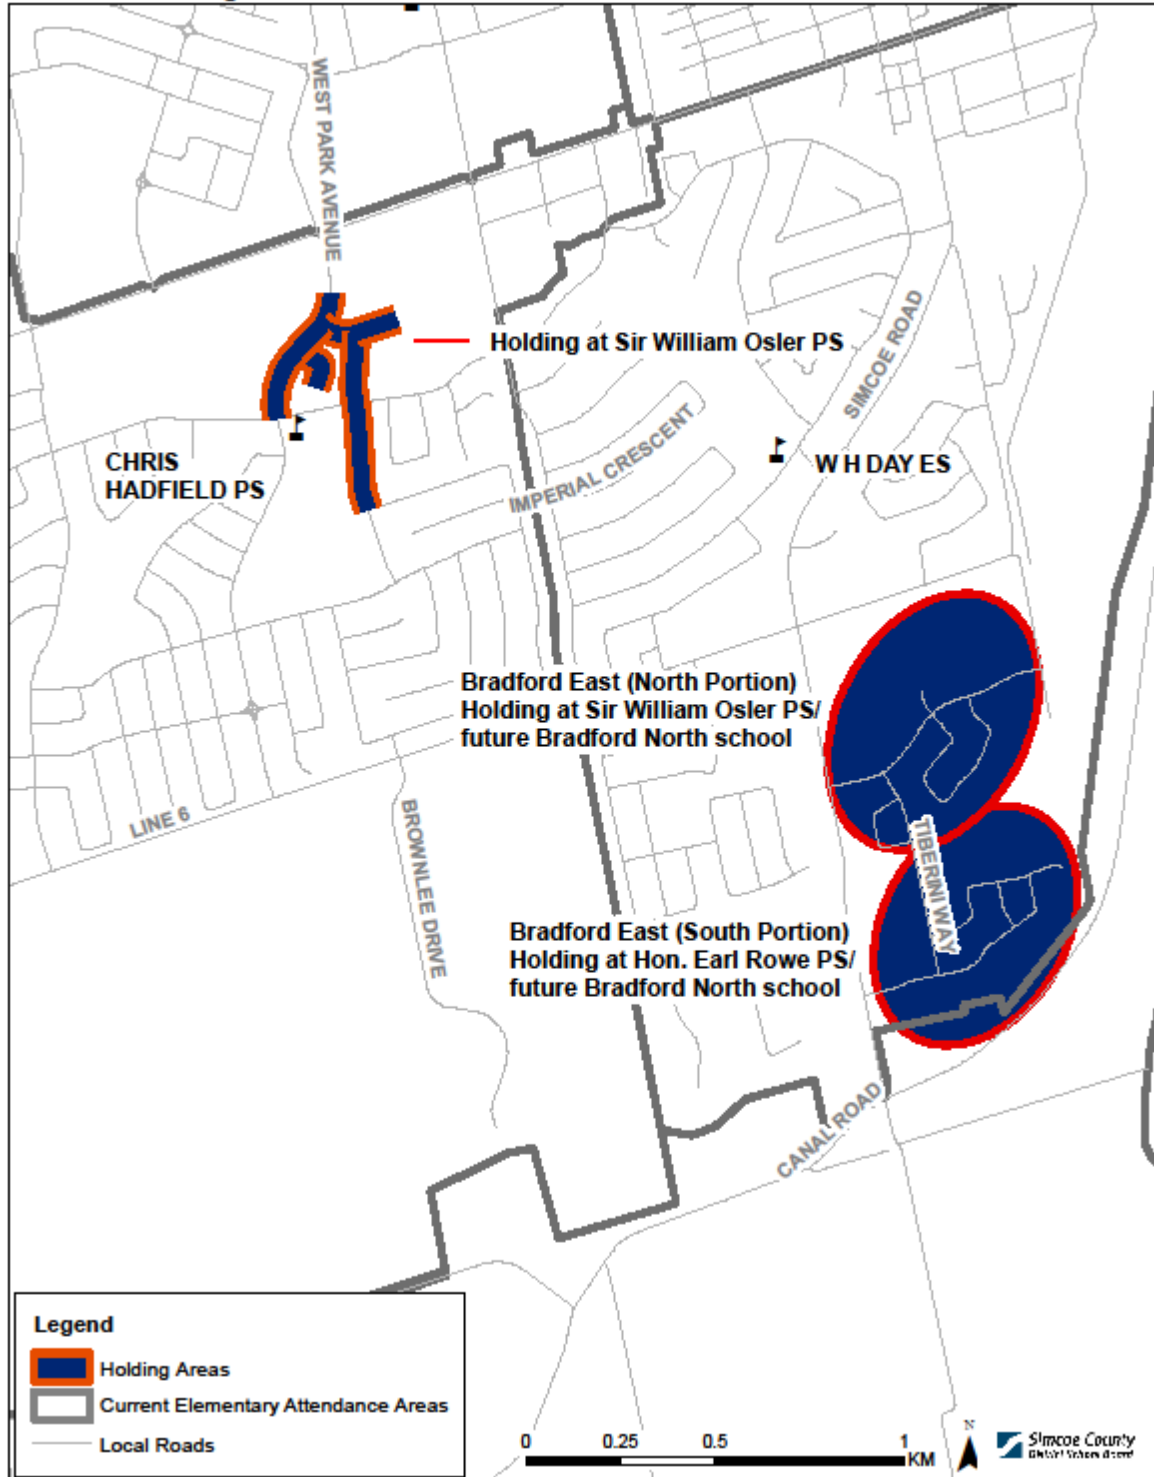 WEST PARK AVENUE
Holding at Sir William Osler PS
SIMCOE ROAD
CHRIS
HADFIELD PS
IMPERIAL CRESCENT
W H DAY ES
Bradford East (North Portion)
Holding at Sir William Osler PS/
future Bradford North school
LINE 6
BROWNLEE DRIVE
TIBERINI WAY
Bradford East (South Portion)
Holding at Hon. Earl Rowe PS/
future Bradford North school
CANAL ROAD
Legend
Holding Areas
Current Elementary Attendance Areas
Local Roads
0 0.25 0.5 1
KM
N
Simcoe County
District School Board